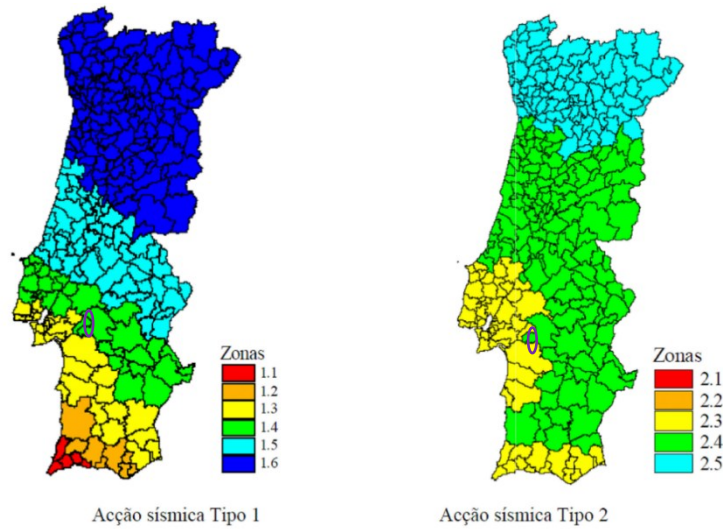 Zonas
1.1
1.2
1.3
1.4
1.5
1.6
Acção sísmica Tipo 1
Zonas
2.1
2.2
2.3
2.4
2.5
Acção sísmica Tipo 2